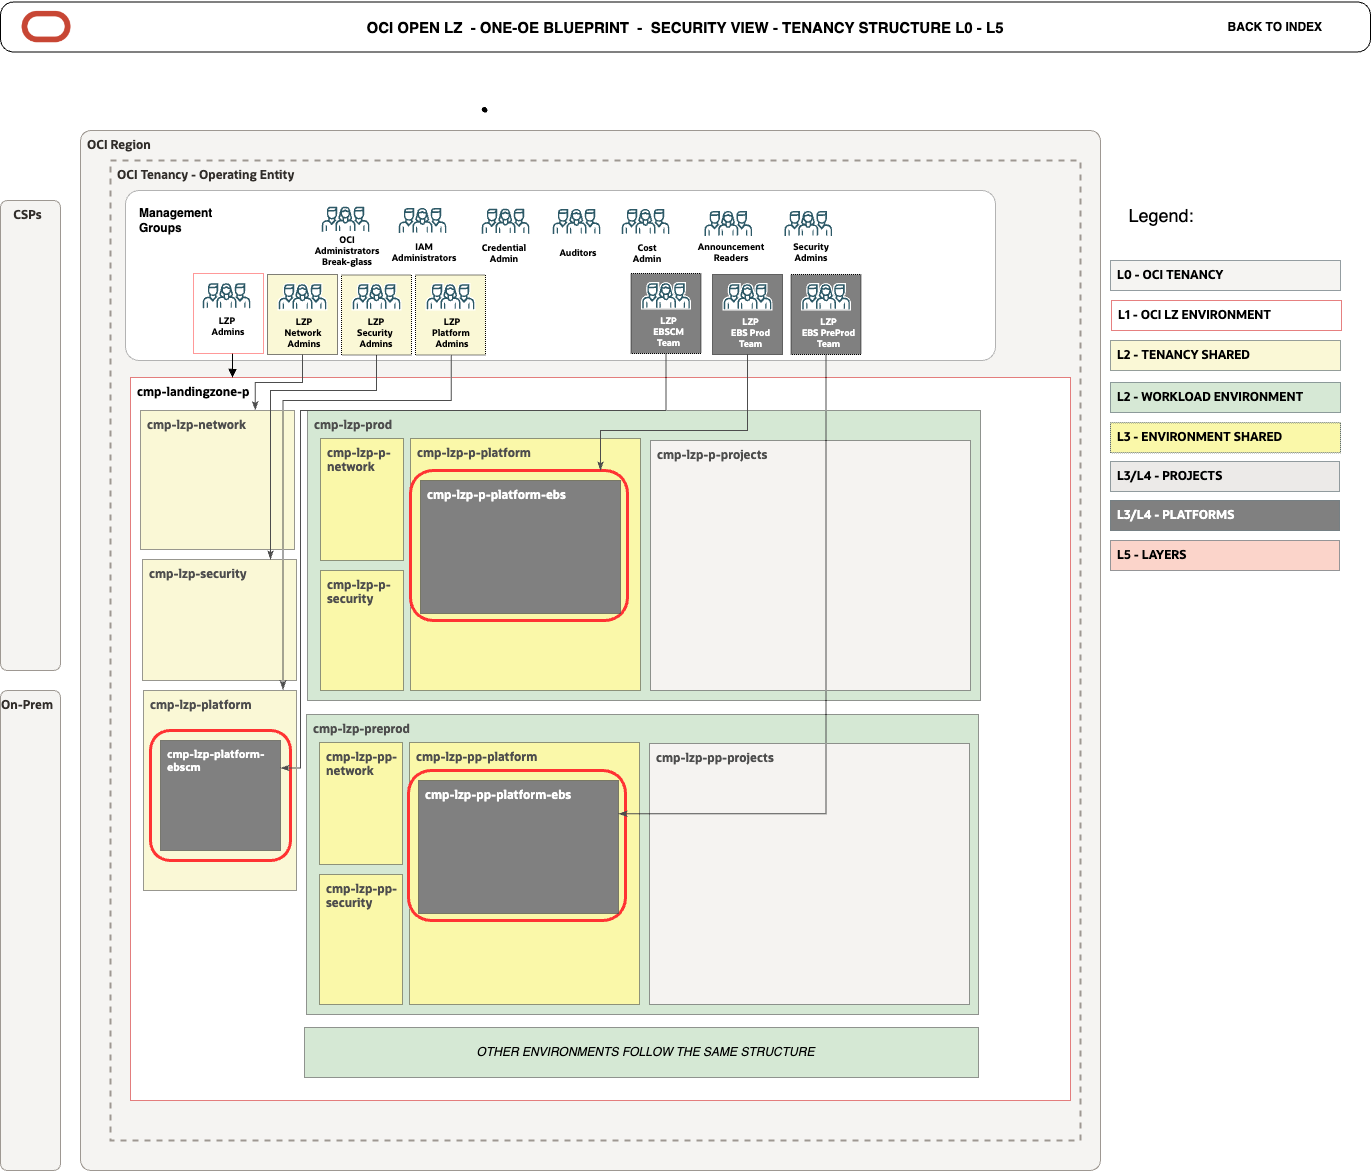 OCI OPEN LZ - ONE-OE BLUEPRINT - SECURITY VIEW - TENANCY STRUCTURE L0 - L5
BACK TO INDEX
OCI Region
OCI Tenancy - Operating Entity
CSPs
On-Prem
Management
Groups
OCI
Administrators
Break-glass
IAM
Administrators
Credential
Admin
Auditors
Cost
Admin
Announcement
Readers
Security
Admins
LZP
Admins
LZP
Network
Admins
LZP
Security
Admins
LZP
Platform
Admins
LZP
EBSCM
Team
LZP
EBS Prod
Team
LZP
EBS PreProd
Team
cmp-landingzone-p
cmp-lzp-network
cmp-lzp-security
cmp-lzp-platform
cmp-lzp-platform-
ebscm
cmp-lzp-prod
cmp-lzp-p-
network
cmp-lzp-p-
security
cmp-lzp-p-platform
cmp-lzp-p-platform-ebs
cmp-lzp-p-projects
cmp-lzp-preprod
cmp-lzp-pp-
network
cmp-lzp-pp-
security
cmp-lzp-pp-platform
cmp-lzp-pp-platform-ebs
cmp-lzp-pp-projects
OTHER ENVIRONMENTS FOLLOW THE SAME STRUCTURE
Legend:
L0 - OCI TENANCY
L1 - OCI LZ ENVIRONMENT
L2 - TENANCY SHARED
L2 - WORKLOAD ENVIRONMENT
L3 - ENVIRONMENT SHARED
L3/L4 - PROJECTS
L3/L4 - PLATFORMS
L5 - LAYERS